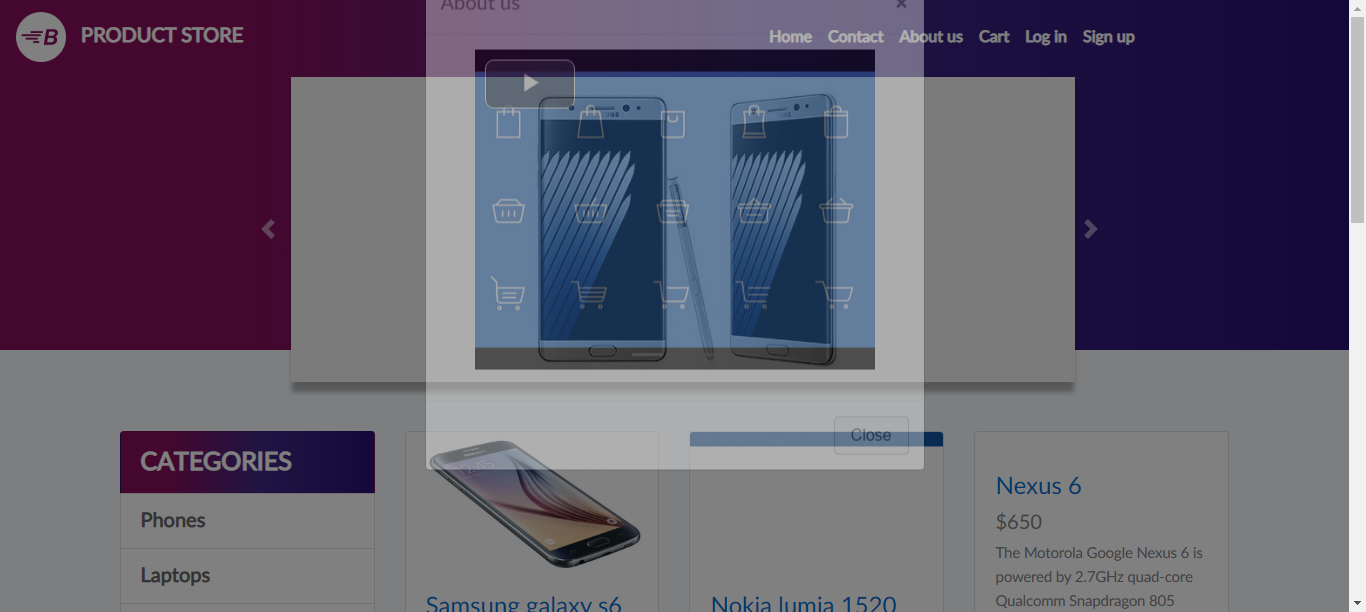 About us ×
B PRODUCT STORE Home Contact About us Cart Log in Sign up
Close
CATEGORIES
Phones
Laptops
Samsung galaxy s6
Nokia lumia 1520
Nexus 6
$650
The Motorola Google Nexus 6 is
powered by 2.7GHz quad-core
Qualcomm Snapdragon 805